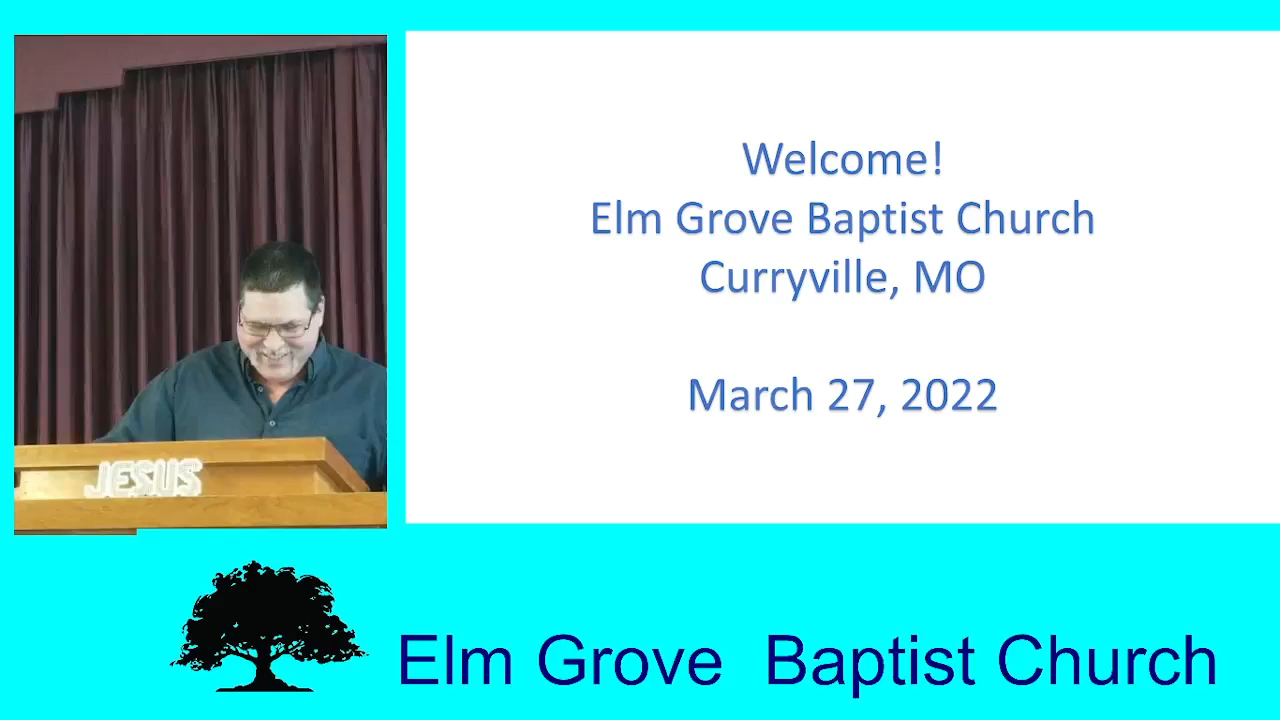 Welcome!
Elm Grove Baptist Church
Curryville, MO
March 27, 2022
JESUS
Elm Grove Baptist Church